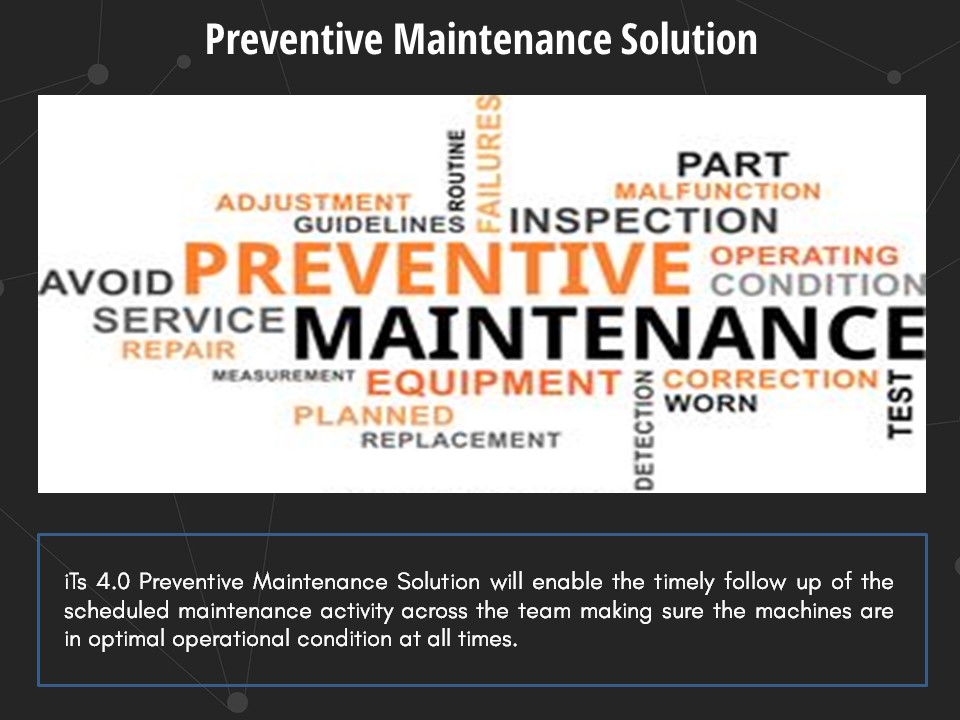 Preventive Maintenance Solution
ROUTINE
FAILURES
PART
MALFUNCTION
ADJUSTMENT
GUIDELINES
INSPECTION
PREVENTIVE
OPERATING
AVOID
CONDITION
SERVICE
MAINTENANCE
REPAIR
MEASUREMENT
EQUIPMENT
CORRECTION
TEST
DETECTION
WORN
PLANNED
REPLACEMENT
iTs 4.0 Preventive Maintenance Solution will enable the timely follow up of the
scheduled maintenance activity across the team making sure the machines are
in optimal operational condition at all times.